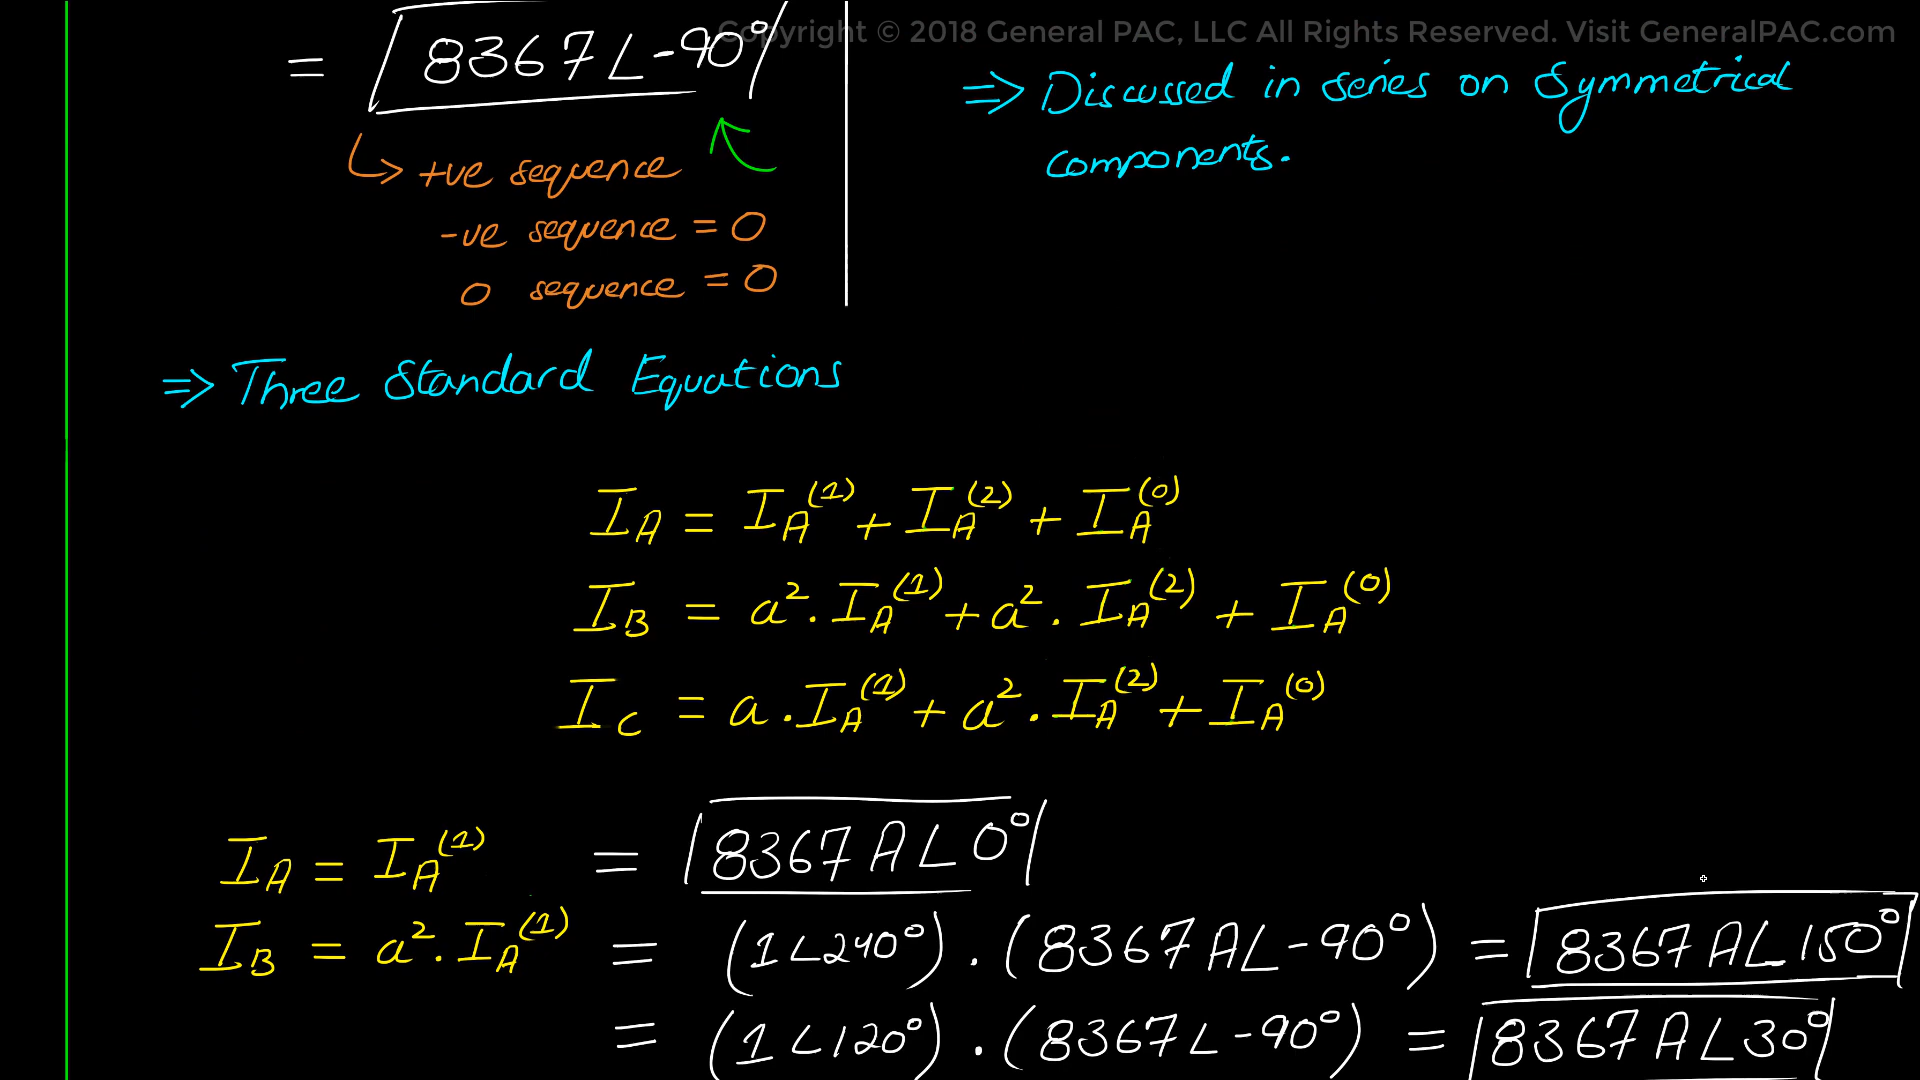 Copyright © 2018 General PAC, LLC All Rights Reserved. Visit GeneralPAC.com
= 8367∠-90°
↳ +ve sequence
-ve sequence = 0
0 sequence = 0
⇒ Discussed in series on Symmetrical
components.
⇒ Three Standard Equations
I_A = I_A^(1) + I_A^(2) + I_A^(0)
I_B = a². I_A^(1) + a². I_A^(2) + I_A^(0)
I_C = a . I_A^(1) + a². I_A^(2) + I_A^(0)
I_A = I_A^(1) = 8367 A∠0°
I_B = a². I_A^(1) = (1∠240°) . (8367 A∠-90°) = 8367 A∠150°
= (1∠120°) . (8367∠-90°) = 8367 A∠30°